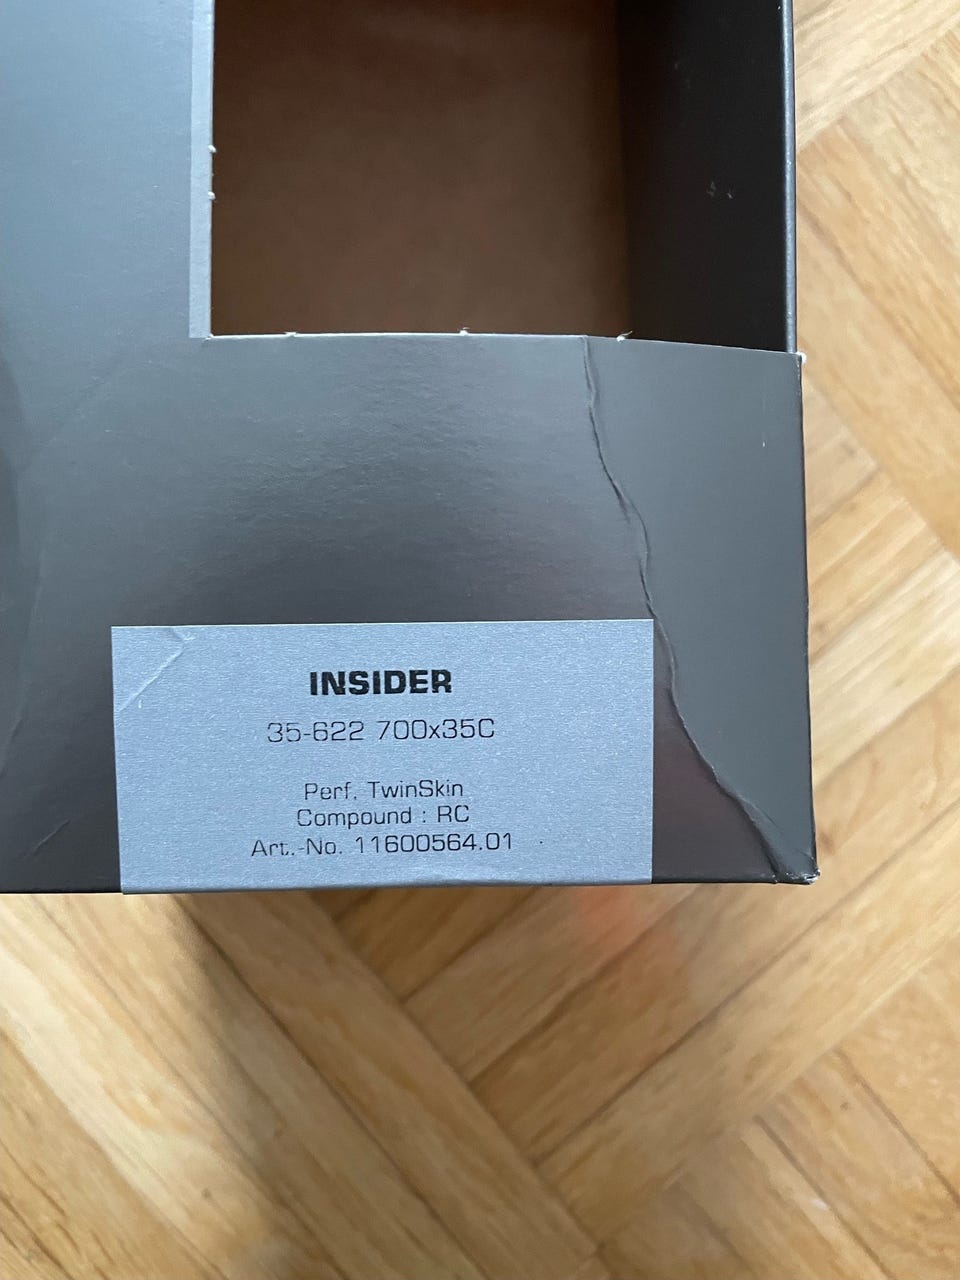 INSIDER
35-622 700x35C
Perf. TwinSkin
Compound : RC
Art.-No. 11600564.01